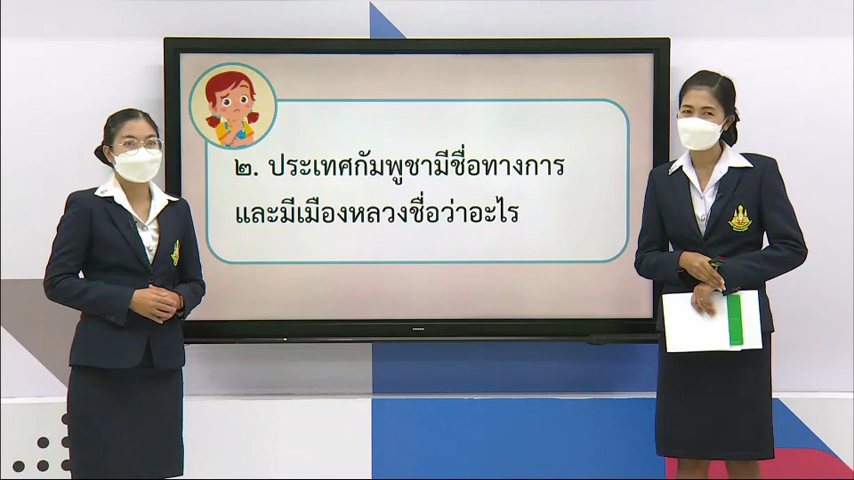 ๒. ประเทศกัมพูชามีชื่อทางการ
และมีเมืองหลวงชื่อว่าอะไร